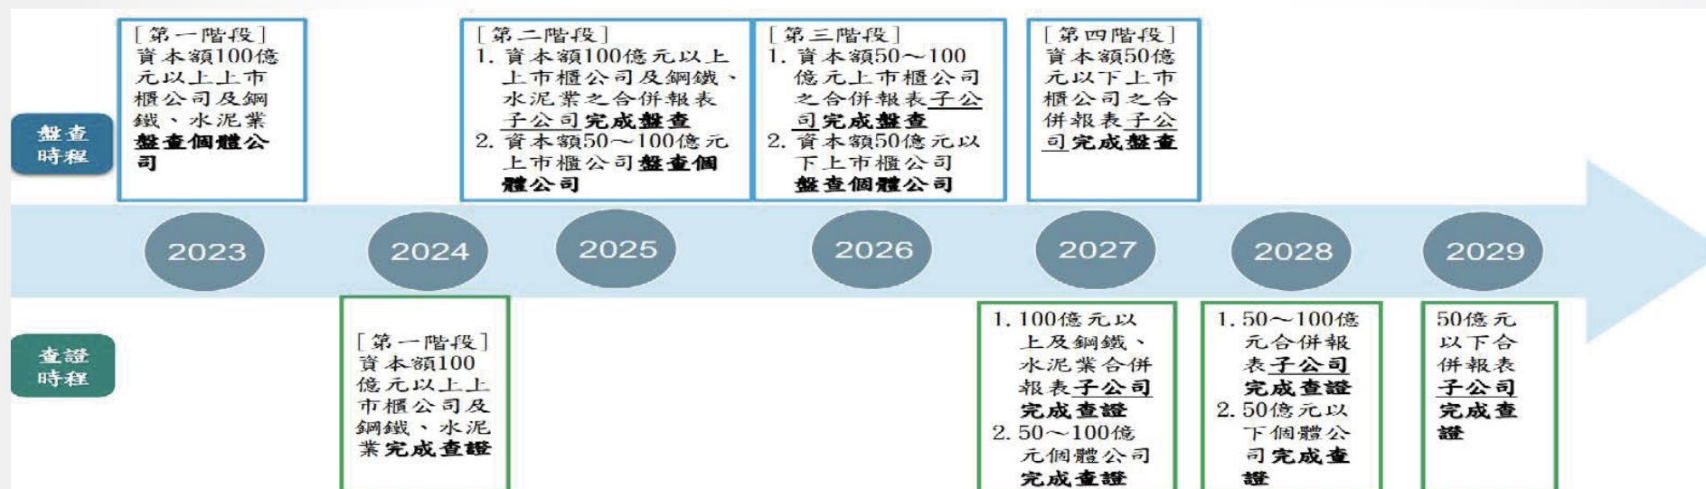 [第一階段]
資本額100億
元以上上市
櫃公司及鋼
鐵、水泥業
盤查個體公
司
[第二階段]
1. 資本額100億元以上
上市櫃公司及鋼鐵、
水泥業之合併報表
子公司完成盤查
2. 資本額50～100億元
上市櫃公司盤查個
體公司
[第三階段]
1. 資本額50～100
億元上市櫃公司
之合併報表子公
司完成盤查
2. 資本額50億元以
下上市櫃公司
盤查個體公司
[第四階段]
資本額50億
元以下上市
櫃公司之合
併報表子公
司完成盤查
盤查
時程
2023
2024
2025
2026
2027
2028
2029
查證
時程
[第一階段]
資本額100
億元以上上
市櫃公司及
鋼鐵、水泥
業完成查證
1. 100億元以
上及鋼鐵、
水泥業合併
報表子公司
完成查證
2. 50～100億
元個體公司
完成查證
1. 50～100億
元合併報
表子公司
完成查證
2. 50億元以
下個體公
司完成查
證
50億元
以下合
併報表
子公司
完成查
證